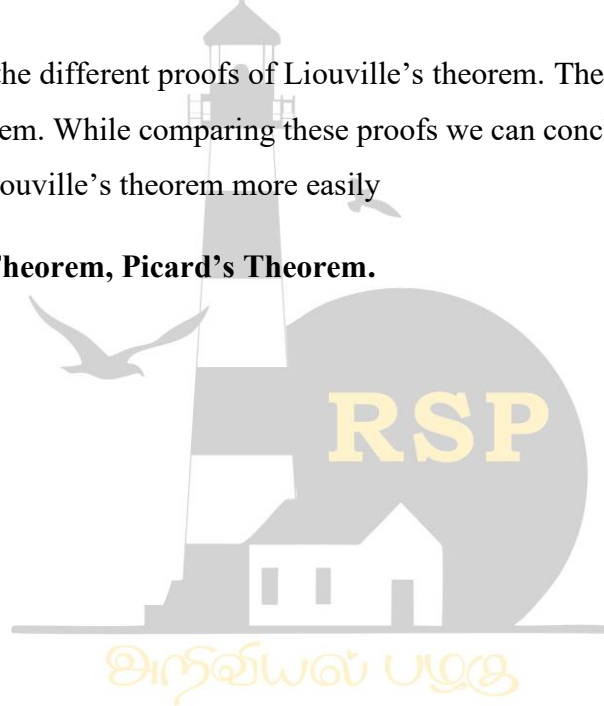 the different proofs of Liouville’s theorem. The
em. While comparing these proofs we can conc
ouville’s theorem more easily
Theorem, Picard’s Theorem.
RSP
அறிவியல் பழகு